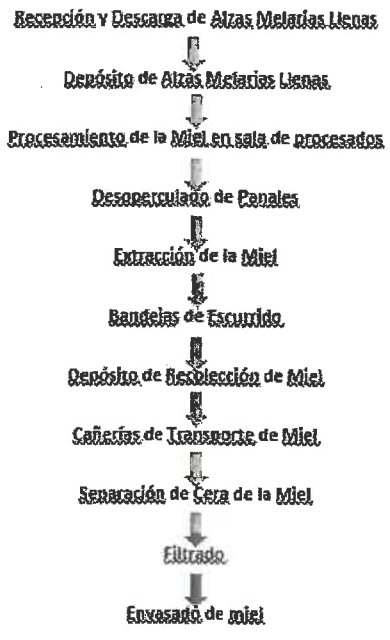 Recepción y Descarga de Alzas Melarias Llenas
Depósito de Alzas Melarias Llenas
Procesamiento de la Miel en sala de procesados
Desoperculado de Panales
Extracción de la Miel
Bandejas de Escurrido
Depósito de Recolección de Miel
Cañerías de Transporte de Miel
Separación de Cera de la Miel
Filtrado
Envasado de miel